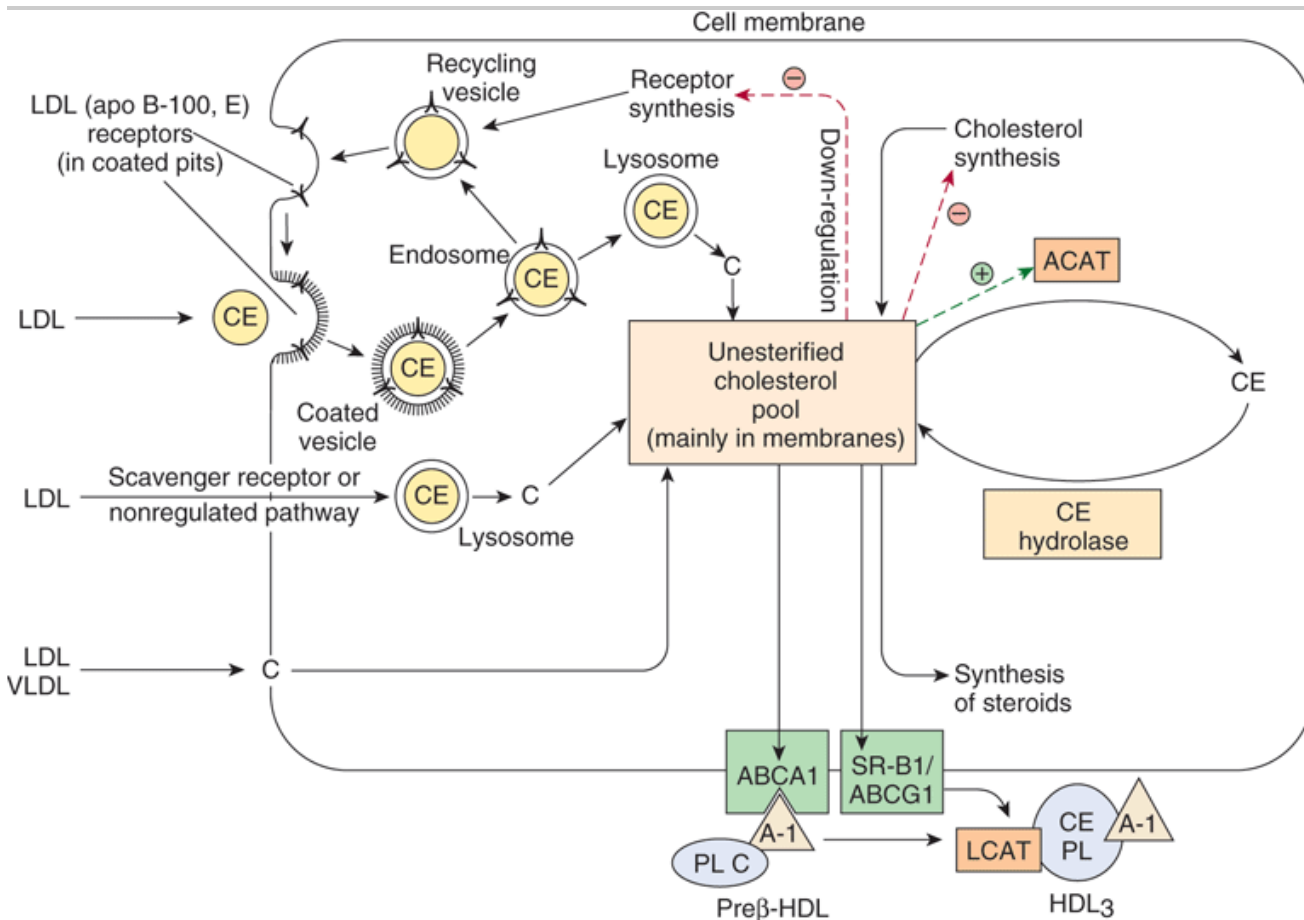 Cell membrane
Recycling
vesicle
Receptor
synthesis
−
LDL (apo B-100, E)
receptors
(in coated pits)
Down-regulation
Cholesterol
synthesis
−
Lysosome
CE
Endosome
CE
C
+
ACAT
LDL
CE
CE
Coated
vesicle
Unesterified
cholesterol
pool
(mainly in membranes)
CE
LDL
Scavenger receptor or
nonregulated pathway
CE
C
Lysosome
CE
hydrolase
LDL
VLDL
C
Synthesis
of steroids
ABCA1
SR-B1/
ABCG1
A-1
PL C
Preβ-HDL
LCAT
CE
PL
A-1
HDL3